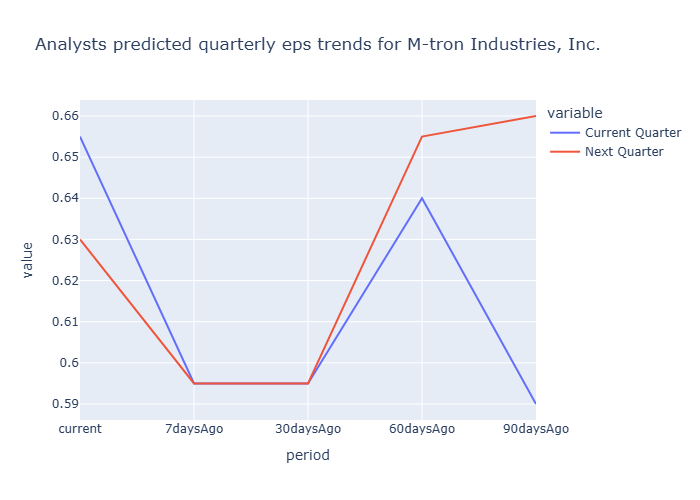 Analysts predicted quarterly eps trends for M-tron Industries, Inc.
variable
Current Quarter
Next Quarter
value
0.66
0.65
0.64
0.63
0.62
0.61
0.6
0.59
current 7daysAgo 30daysAgo 60daysAgo 90daysAgo
period